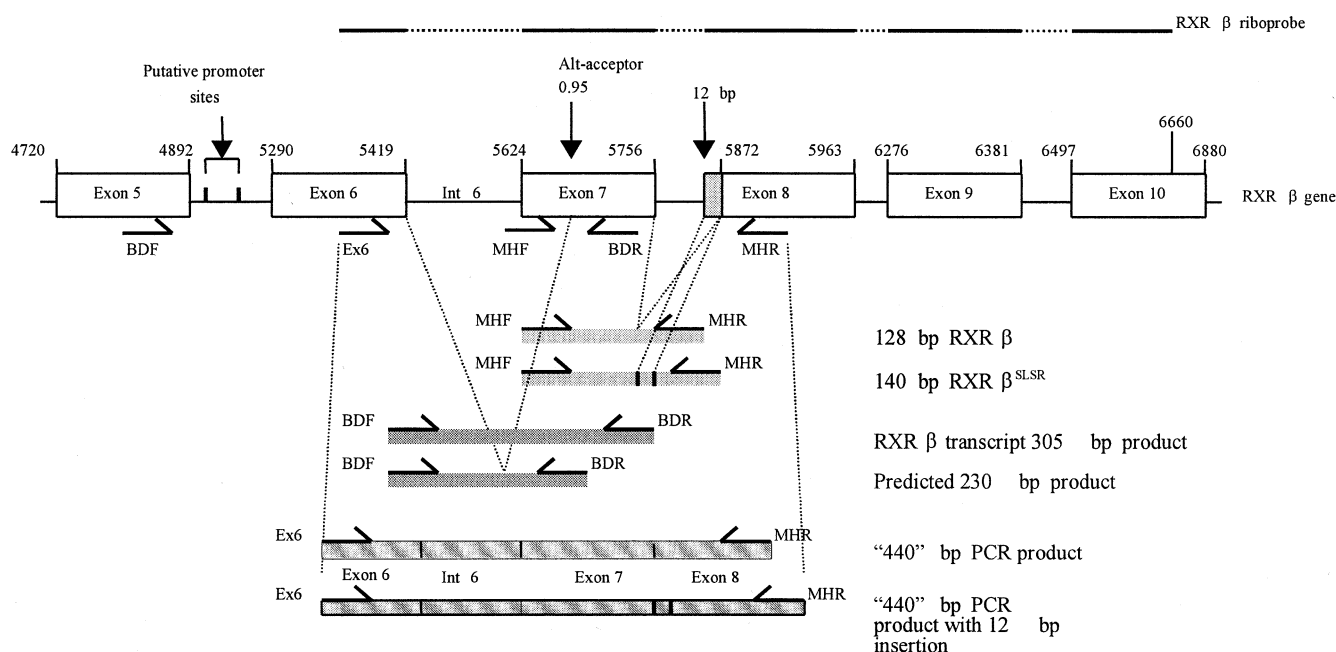 RXR β riboprobe
Putative promoter
sites
Alt-acceptor
0.95
12 bp
4720
4892
5290
5419
5624
5756
5872
5963
6276
6381
6497
6660
6880
Exon 5
Exon 6
Int 6
Exon 7
Exon 8
Exon 9
Exon 10
RXR β gene
BDF
Ex6
MHF
BDR
MHR
MHF
MHR
128 bp RXR β
MHF
MHR
140 bp RXR β^SLSR
BDF
BDR
RXR β transcript 305 bp product
BDF
BDR
Predicted 230 bp product
Ex6
MHR
“440” bp PCR product
Exon 6
Int 6
Exon 7
Exon 8
Ex6
MHR
“440” bp PCR
product with 12 bp
insertion